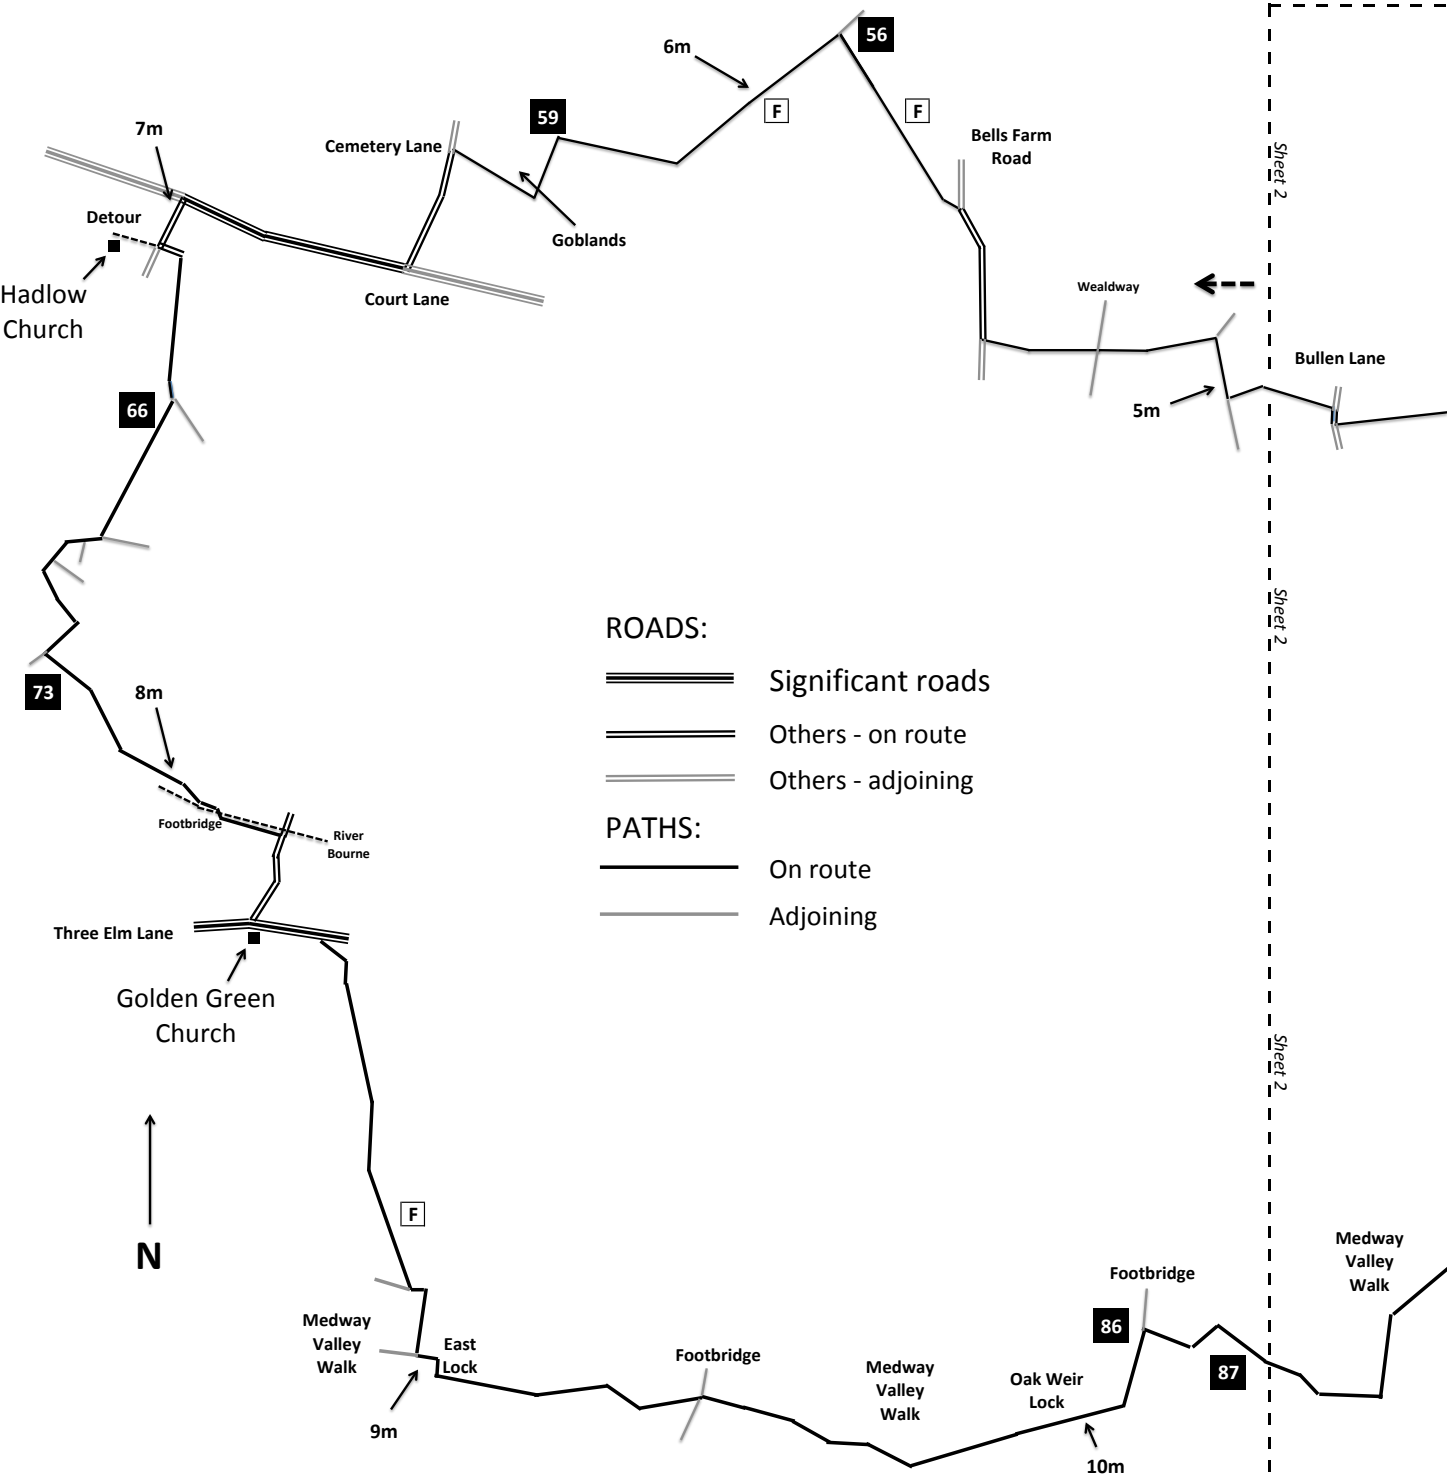 56
6m
F
F
59
7m
Cemetery Lane
Bells Farm
Road
Sheet 2
Detour
Goblands
Hadlow
Church
Court Lane
Wealdway
Bullen Lane
66
5m
Sheet 2
ROADS:
Significant roads
Others - on route
Others - adjoining
PATHS:
On route
Adjoining
73
8m
Footbridge
River
Bourne
Three Elm Lane
Golden Green
Church
Sheet 2
N
F
Medway
Valley
Walk
East
Lock
9m
Footbridge
Medway
Valley
Walk
Oak Weir
Lock
10m
Footbridge
86
87
Medway
Valley
Walk